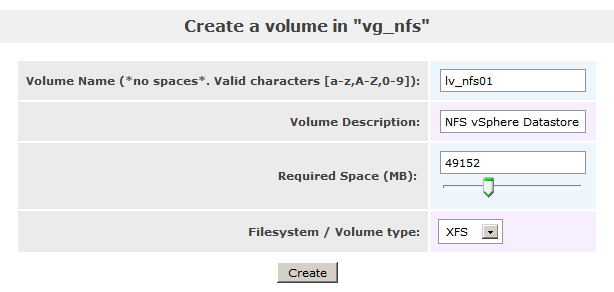 Create a volume in "vg_nfs"
Volume Name (*no spaces*. Valid characters [a-z,A-Z,0-9]): lv_nfs01
Volume Description: NFS vSphere Datastore
Required Space (MB): 49152
Filesystem / Volume type: XFS
Create